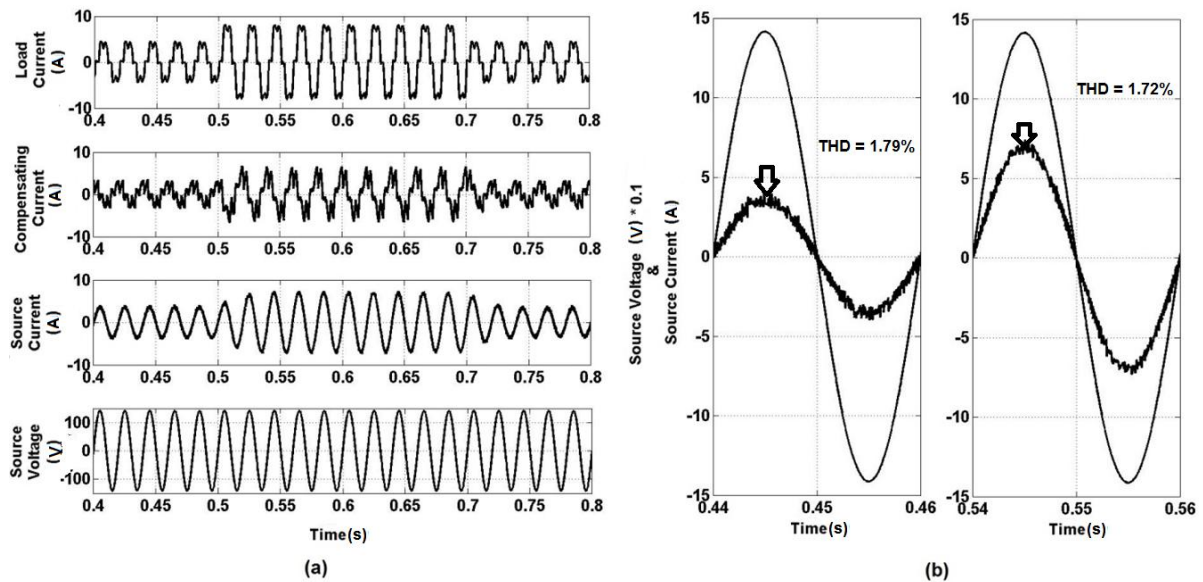 Load
Current
(A)
10
0
-10
0.4 0.45 0.5 0.55 0.6 0.65 0.7 0.75 0.8
Compensating
Current
(A)
10
0
-10
0.4 0.45 0.5 0.55 0.6 0.65 0.7 0.75 0.8
Source
Current
(A)
10
0
-10
0.4 0.45 0.5 0.55 0.6 0.65 0.7 0.75 0.8
Source
Voltage
(V)
100
0
-100
0.4 0.45 0.5 0.55 0.6 0.65 0.7 0.75 0.8
Time(s)
(a)
Source Voltage (V) * 0.1
&
Source Current (A)
15
10
5
0
-5
-10
-15
THD = 1.79%
0.44 0.45 0.46
Time(s)
15
10
5
0
-5
-10
-15
THD = 1.72%
0.54 0.55 0.56
Time(s)
(b)